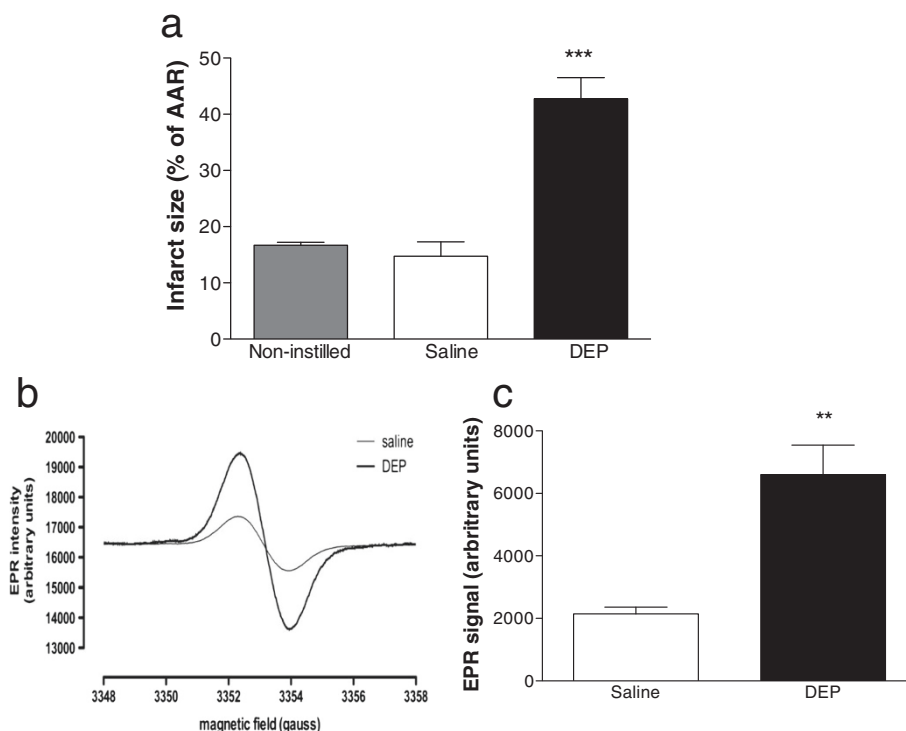 a
Infarct size (% of AAR)
50
40
30
20
10
0
***
Non-instilled Saline DEP
b
EPR intensity
(arbitrary units)
20000
19000
18000
17000
16000
15000
14000
13000
saline
DEP
3348 3350 3352 3354 3356 3358
magnetic field (gauss)
c
EPR signal (arbritrary units)
8000
6000
4000
2000
0
**
Saline DEP